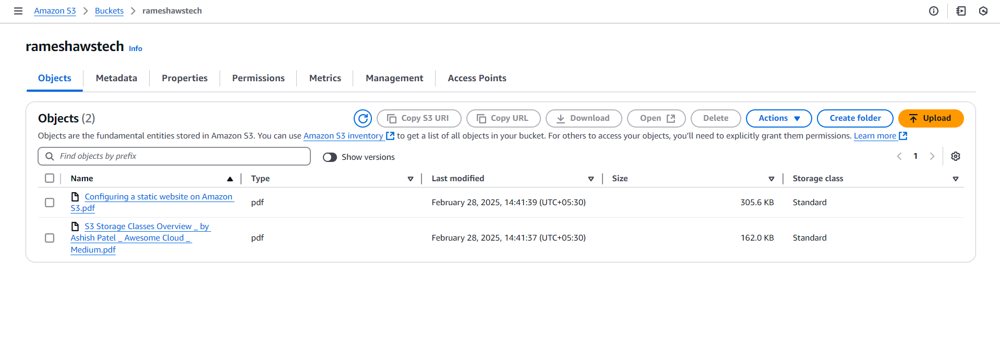 Amazon S3 Buckets rameshawstech
rameshawstech Info
Objects Metadata Properties Permissions Metrics Management Access Points
Objects (2) Copy S3 URI Copy URL Download Open Delete Actions Create folder Upload
Objects are the fundamental entities stored in Amazon S3. You can use Amazon S3 inventory to get a list of all objects in your bucket. For others to access your objects, you'll need to explicitly grant them permissions. Learn more
Find objects by prefix Show versions 1
Name Type Last modified Size Storage class
Configuring a static website on Amazon
S3.pdf pdf February 28, 2025, 14:41:39 (UTC+05:30) 305.6 KB Standard
S3 Storage Classes Overview _ by
Ashish Patel _ Awesome Cloud _ pdf February 28, 2025, 14:41:37 (UTC+05:30) 162.0 KB Standard
Medium.pdf